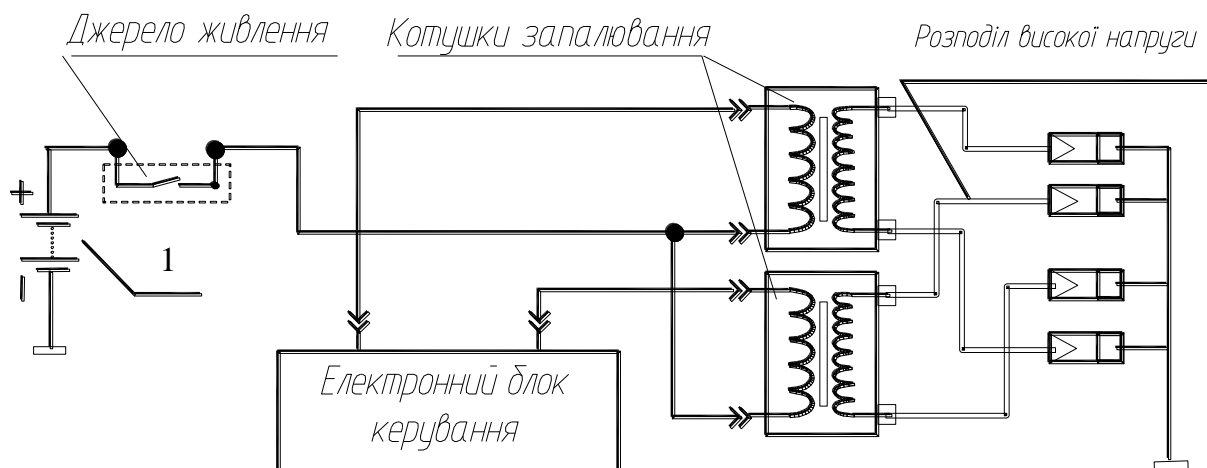 Джерело живлення
Котушки запалювання
Розподіл високої напруги
+
1
-
Електронний блок
керування